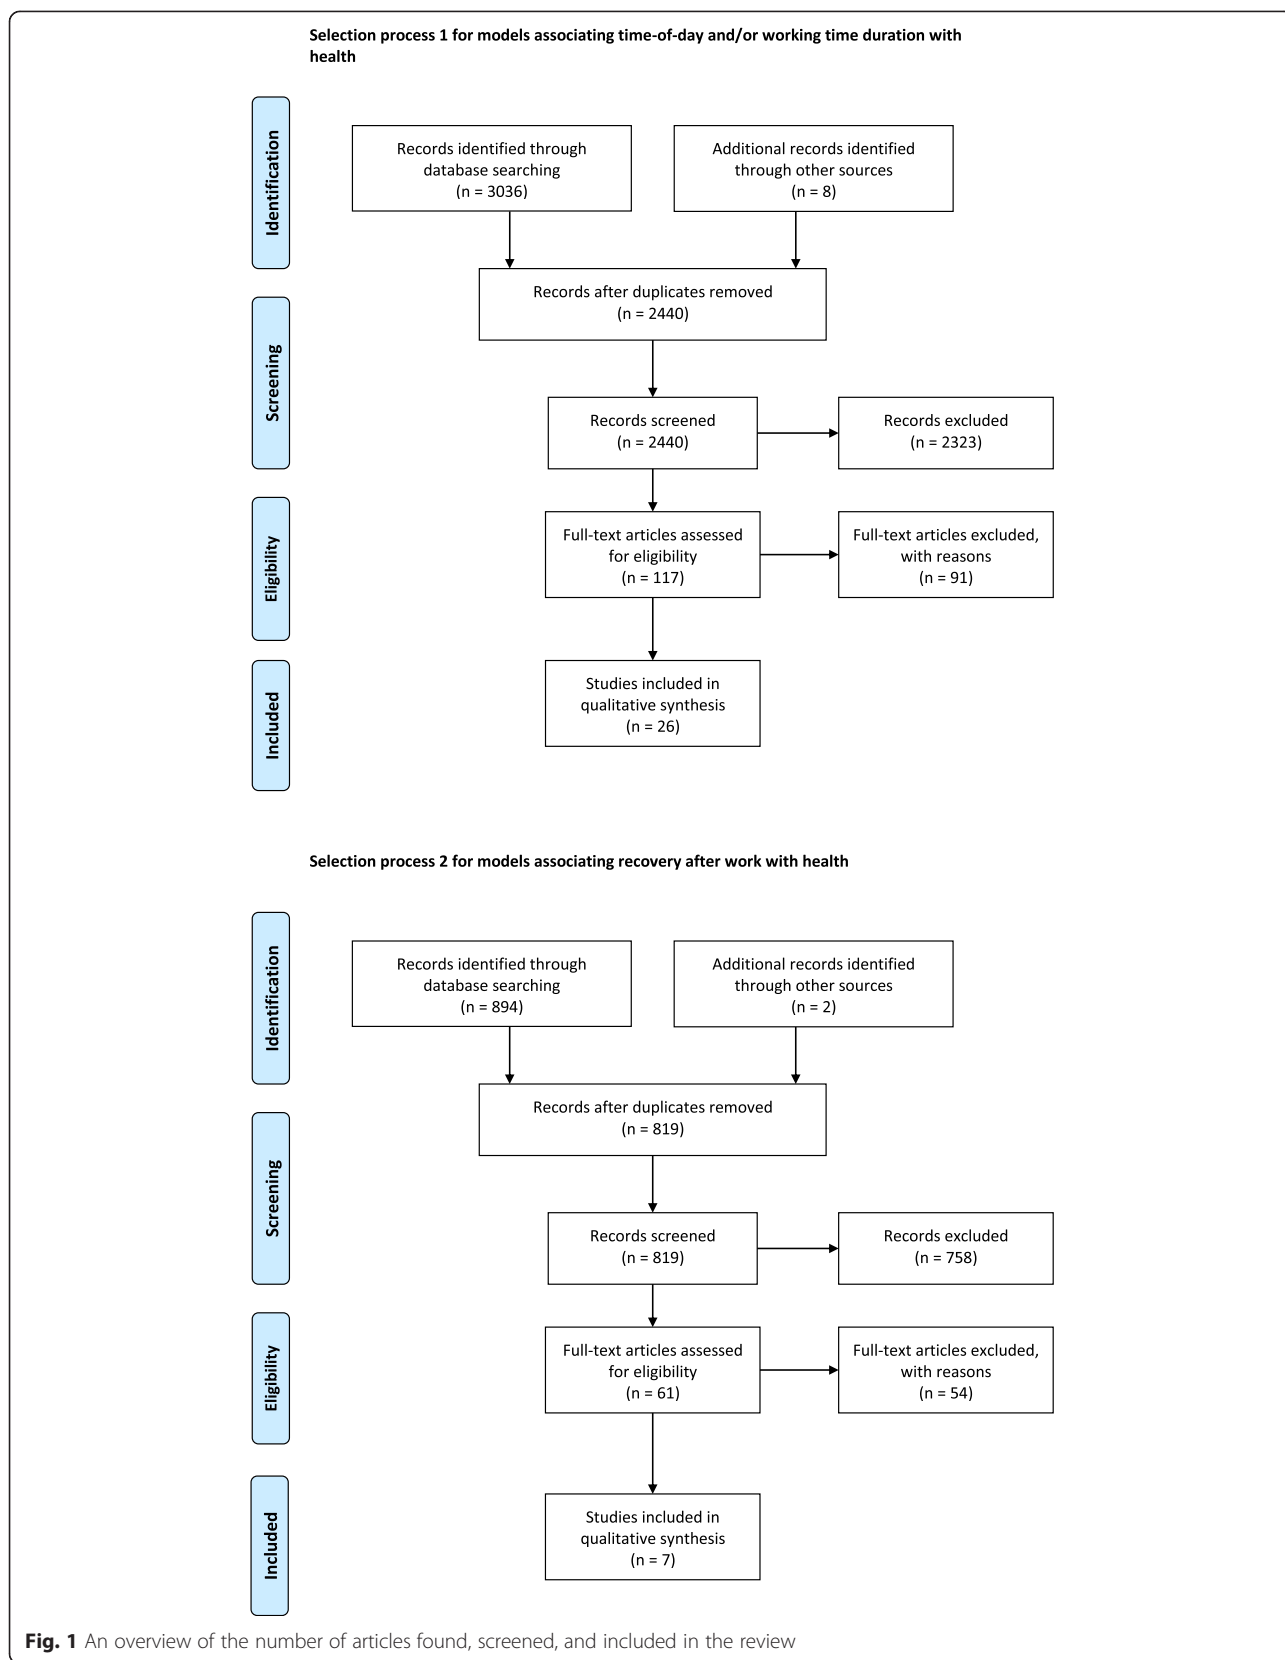 Selection process 1 for models associating time-of-day and/or working time duration with
health
Identification
Records identified through
database searching
(n = 3036)
Additional records identified
through other sources
(n = 8)
Screening
Records after duplicates removed
(n = 2440)
Records screened
(n = 2440)
Records excluded
(n = 2323)
Eligibility
Full-text articles assessed
for eligibility
(n = 117)
Full-text articles excluded,
with reasons
(n = 91)
Included
Studies included in
qualitative synthesis
(n = 26)
Selection process 2 for models associating recovery after work with health
Identification
Records identified through
database searching
(n = 894)
Additional records identified
through other sources
(n = 2)
Screening
Records after duplicates removed
(n = 819)
Records screened
(n = 819)
Records excluded
(n = 758)
Eligibility
Full-text articles assessed
for eligibility
(n = 61)
Full-text articles excluded,
with reasons
(n = 54)
Included
Studies included in
qualitative synthesis
(n = 7)
Fig. 1 An overview of the number of articles found, screened, and included in the review